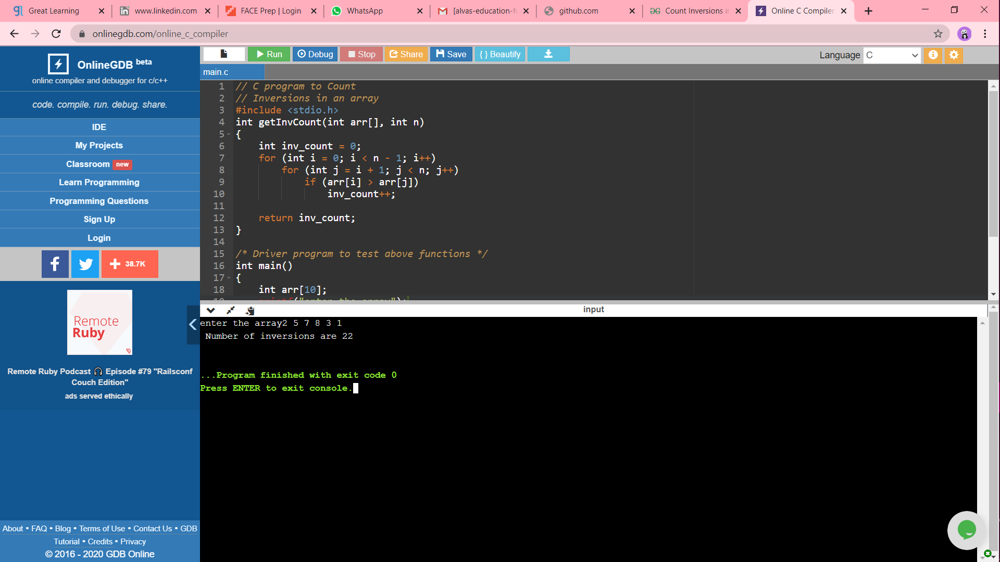 Great Learning
www.linkedin.com
FACE Prep | Login
WhatsApp
[alvas-education-f
github.com
Count Inversions i
Online C Compiler
onlinegdb.com/online_c_compiler
OnlineGDB beta
online compiler and debugger for c/c++
code. compile. run. debug. share.
IDE
My Projects
Classroom new
Learn Programming
Programming Questions
Sign Up
Login
38.7K
Remote
Ruby
Remote Ruby Podcast 🎧 Episode #79 "Railsconf
Couch Edition"
ads served ethically
About • FAQ • Blog • Terms of Use • Contact Us • GDB
Tutorial • Credits • Privacy
© 2016 - 2020 GDB Online
Run Debug Stop Share Save { } Beautify
Language C
main.c
1 // C program to Count
2 // Inversions in an array
3 #include <stdio.h>
4 int getInvCount(int arr[], int n)
5 {
6 int inv_count = 0;
7 for (int i = 0; i < n - 1; i++)
8 for (int j = i + 1; j < n; j++)
9 if (arr[i] > arr[j])
10 inv_count++;
11
12 return inv_count;
13 }
14
15 /* Driver program to test above functions */
16 int main()
17 {
18 int arr[10];
19 printf("enter the array");
input
enter the array2 5 7 8 3 1
Number of inversions are 22
...Program finished with exit code 0
Press ENTER to exit console.